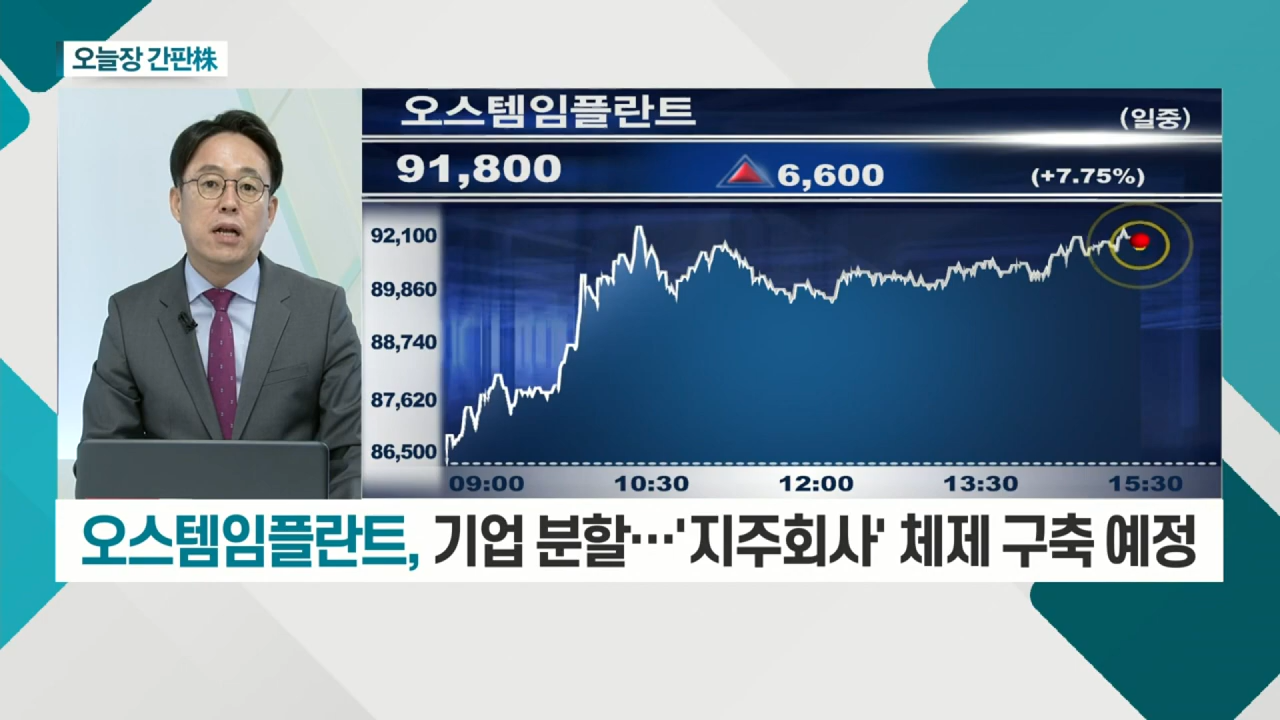 오늘장 간판株
오스템임플란트
(일중)
91,800 ▲ 6,600 (+7.75%)
92,100
89,860
88,740
87,620
86,500
09:00 10:30 12:00 13:30 15:30
오스템임플란트, 기업 분할…'지주회사' 체제 구축 예정